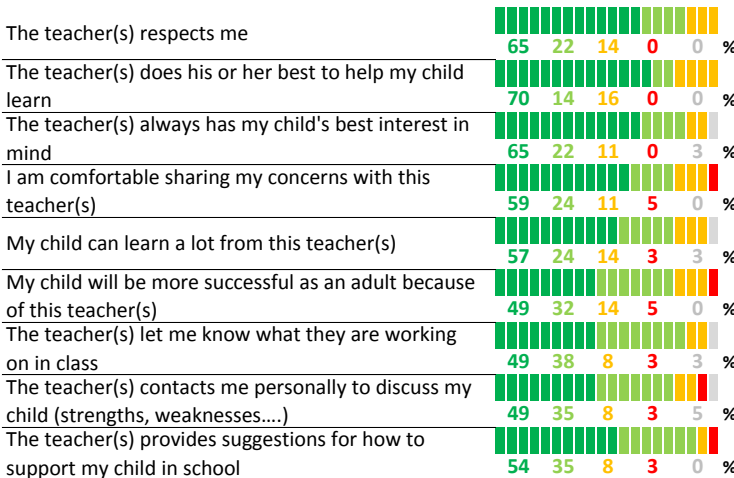 The teacher(s) respects me
65 22 14 0 0 %
The teacher(s) does his or her best to help my child
learn
70 14 16 0 0 %
The teacher(s) always has my child's best interest in
mind
65 22 11 0 3 %
I am comfortable sharing my concerns with this
teacher(s)
59 24 11 5 0 %
My child can learn a lot from this teacher(s)
57 24 14 3 3 %
My child will be more successful as an adult because
of this teacher(s)
49 32 14 5 0 %
The teacher(s) let me know what they are working
on in class
49 38 8 3 3 %
The teacher(s) contacts me personally to discuss my
child (strengths, weaknesses….)
49 35 8 3 5 %
The teacher(s) provides suggestions for how to
support my child in school
54 35 8 3 0 %